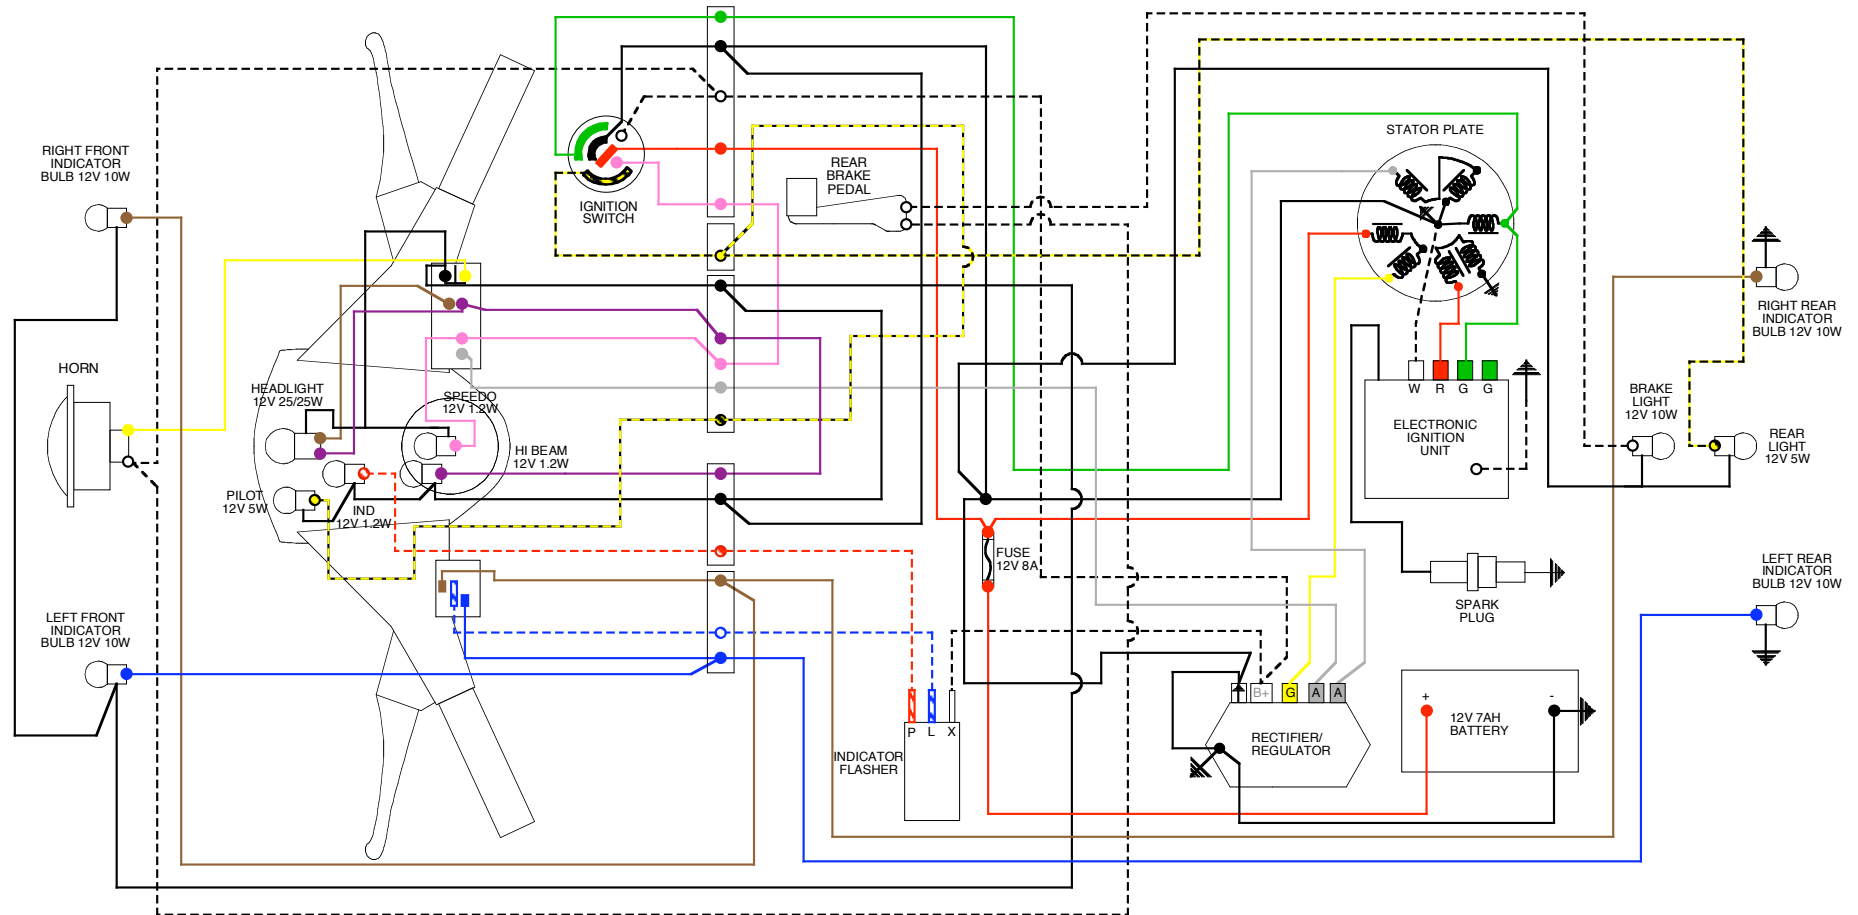 STATOR PLATE
RIGHT FRONT
INDICATOR
BULB 12V 10W
REAR
BRAKE
PEDAL
IGNITION
SWITCH
RIGHT REAR
INDICATOR
BULB 12V 10W
HORN
HEADLIGHT
12V 25/25W
SPEEDO
12V 1.2W
W
R
G
G
BRAKE
LIGHT
12V 10W
ELECTRONIC
IGNITION
UNIT
REAR
LIGHT
12V 5W
HI BEAM
12V 1.2W
PILOT
12V 5W
IND
12V 1.2W
FUSE
12V 8A
LEFT REAR
INDICATOR
BULB 12V 10W
SPARK
PLUG
LEFT FRONT
INDICATOR
BULB 12V 10W
B+
G
A
A
+
-
12V 7AH
BATTERY
P
L
X
RECTIFIER/
REGULATOR
INDICATOR
FLASHER